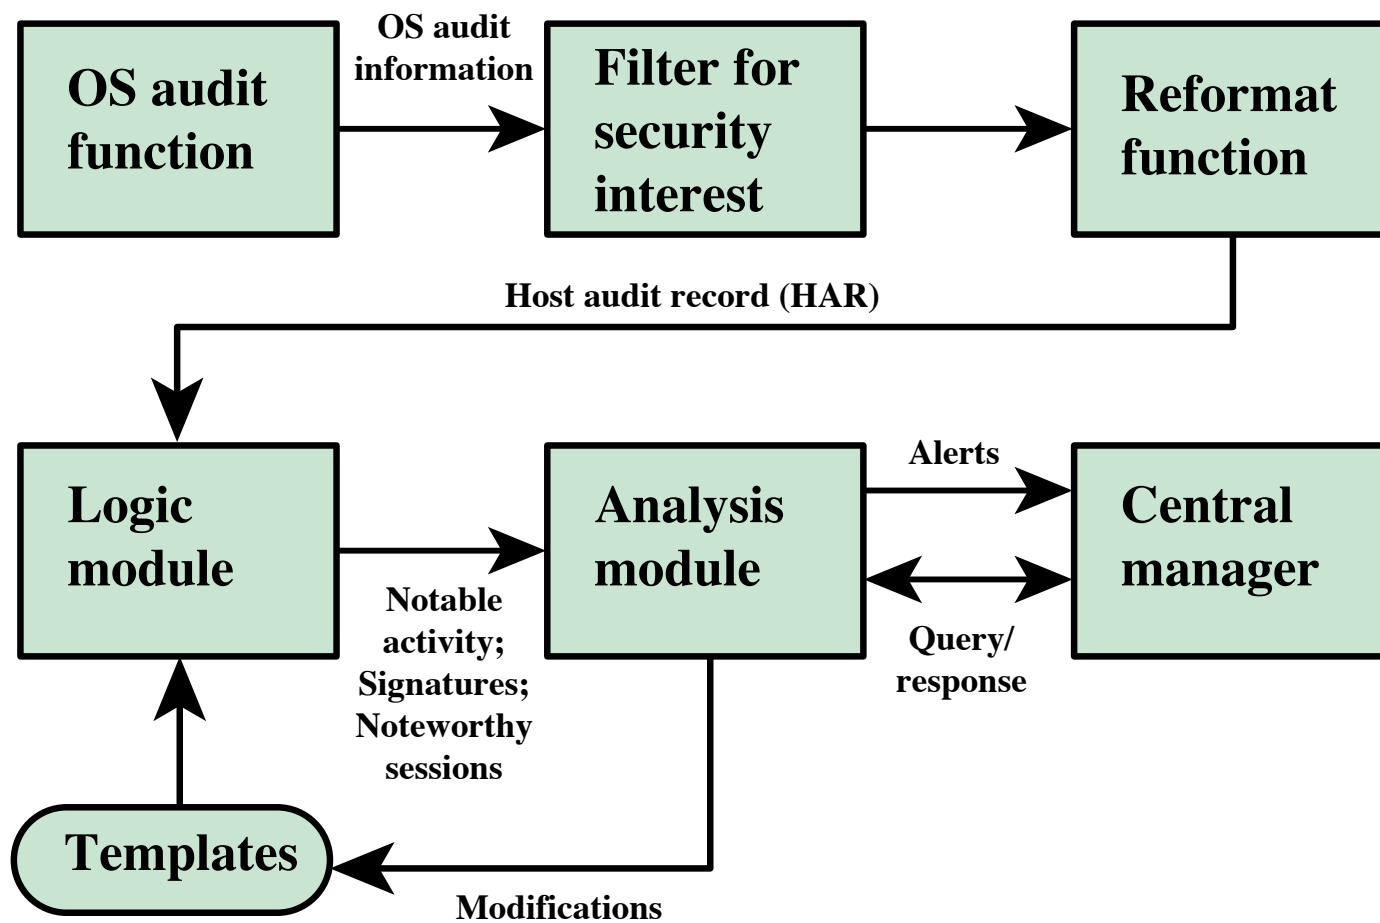 OS audit
function
OS audit
information
Filter for
security
interest
Reformat
function
Host audit record (HAR)
Logic
module
Notable
activity;
Signatures;
Noteworthy
sessions
Analysis
module
Alerts
Query/
response
Central
manager
Templates
Modifications